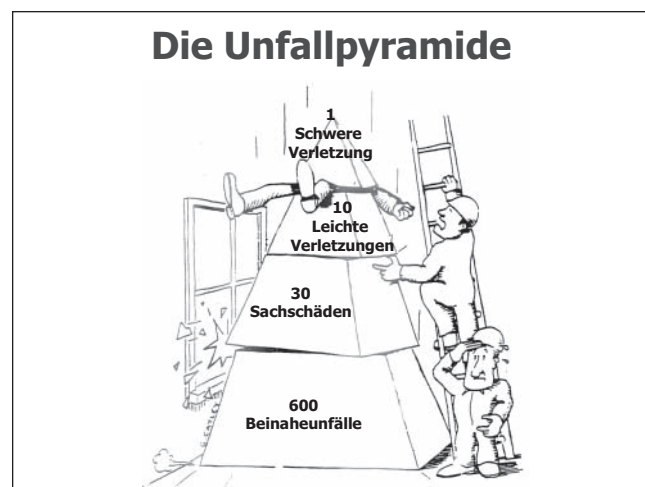 Die Unfallpyramide
1
Schwere
Verletzung
10
Leichte
Verletzungen
30
Sachschäden
600
Beinaheunfälle